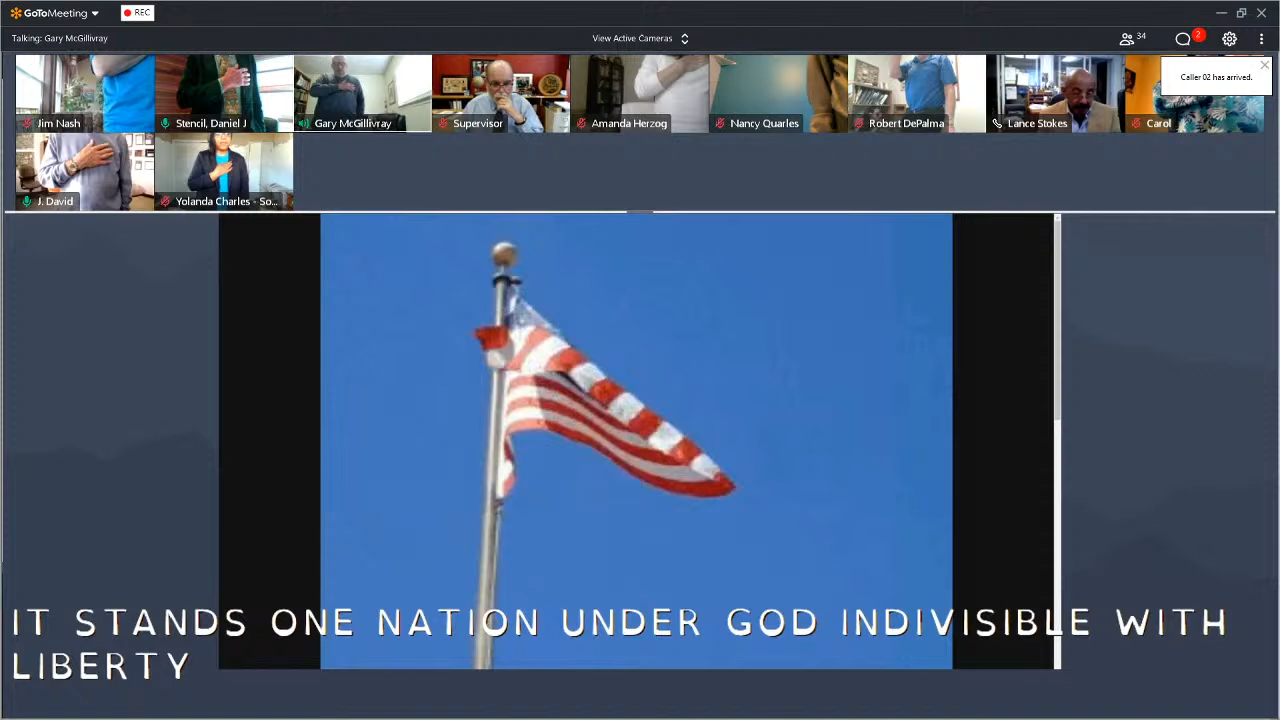 GoToMeeting
REC
Talking: Gary McGillivray
View Active Cameras
34
2
Caller 02 has arrived.
Jim Nash
Stencil, Daniel J
Gary McGillivray
Supervisor
Amanda Herzog
Nancy Quarles
Robert DePalma
Lance Stokes
Carol
J. David
Yolanda Charles - So...
IT STANDS ONE NATION UNDER GOD INDIVISIBLE WITH
LIBERTY